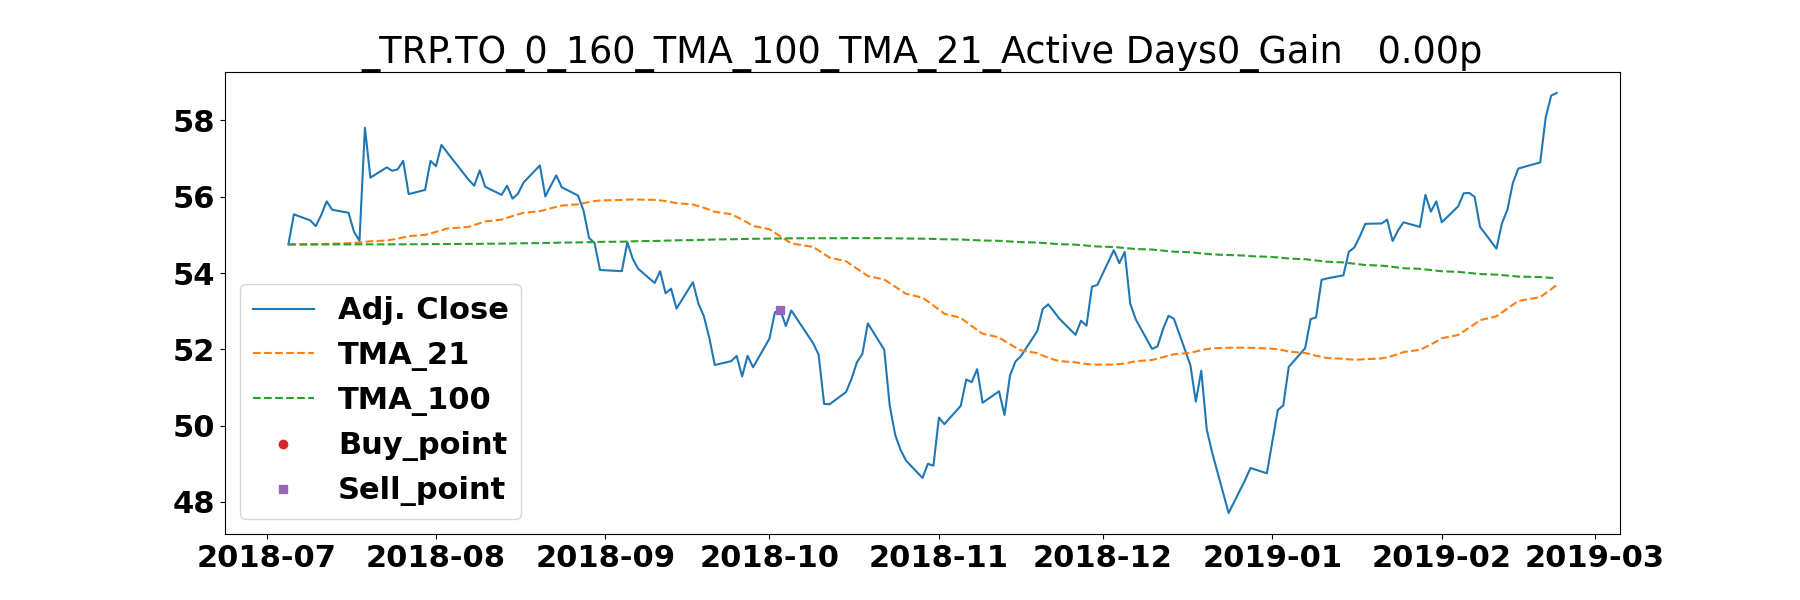 _TRP.TO_0_160_TMA_100_TMA_21_Active Days0_Gain   0.00p
58
56
54
52
50
48
Adj. Close
TMA_21
TMA_100
Buy_point
Sell_point
2018-07 2018-08 2018-09 2018-10 2018-11 2018-12 2019-01 2019-02 2019-03